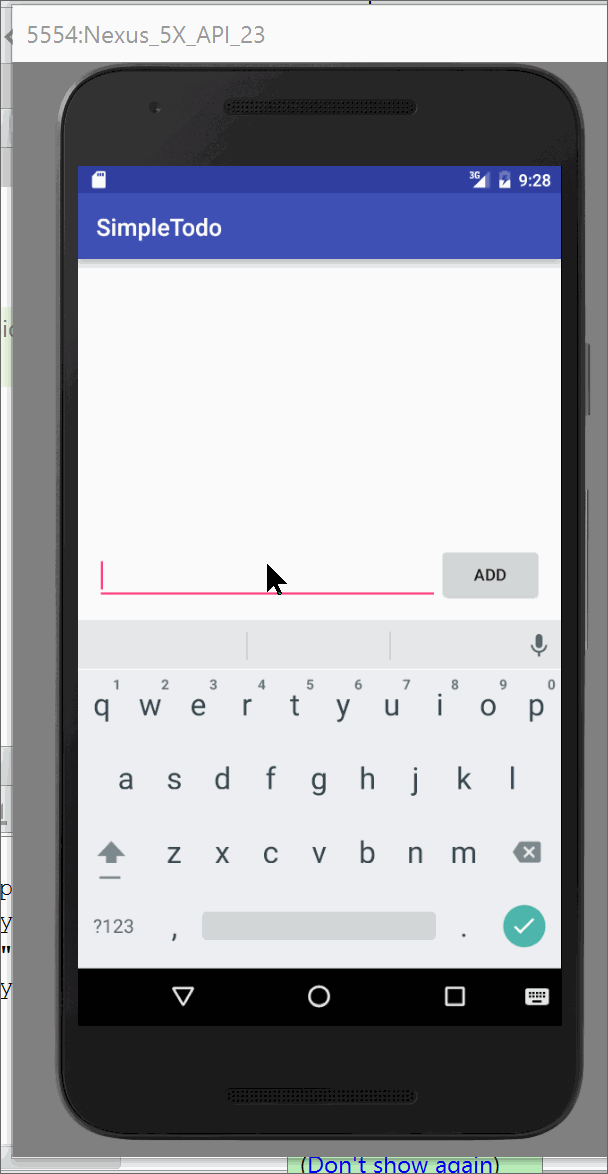 5554:Nexus_5X_API_23
3G 9:28
SimpleTodo
ADD
1 2 3 4 5 6 7 8 9 0
q w e r t y u i o p
a s d f g h j k l
z x c v b n m
?123 , .
p
y
"
y
(Don't show again)